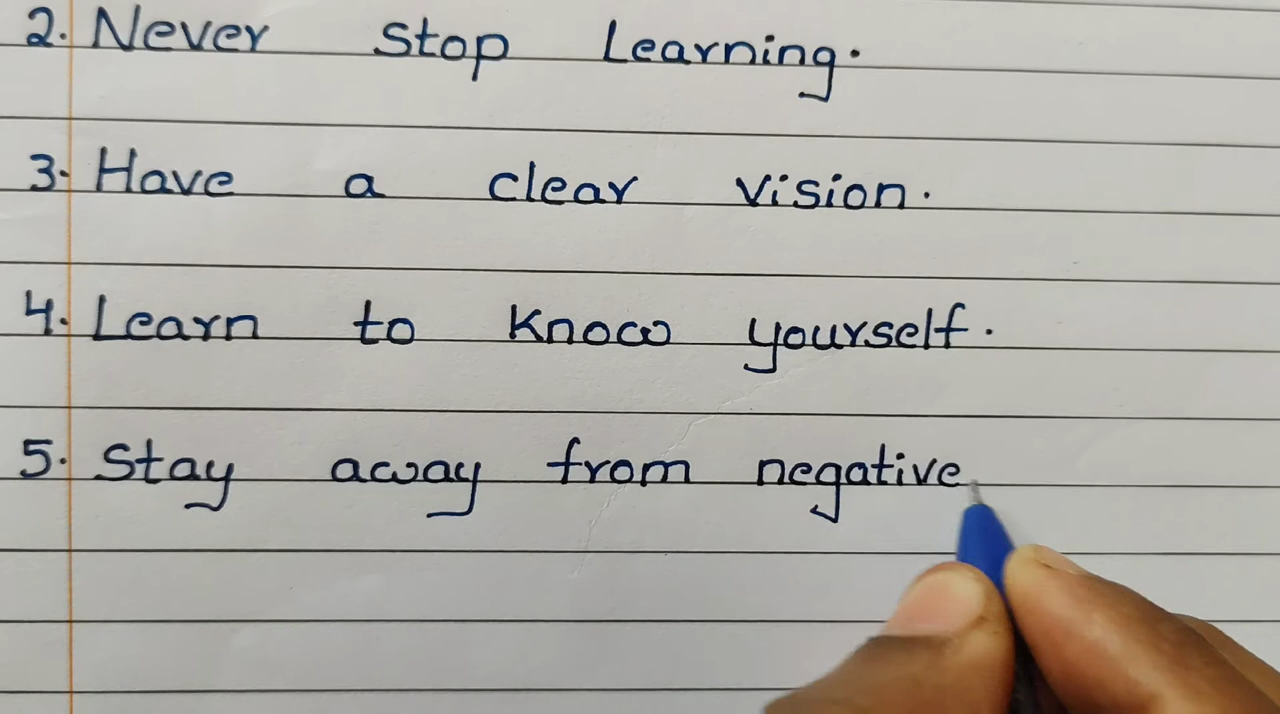 2. Never stop Learning.
3. Have a clear vision.
4. Learn to know yourself.
5. Stay away from negative